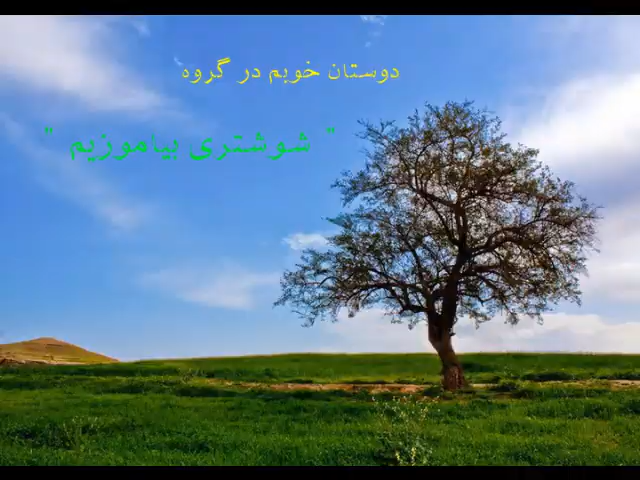 دوستان خوبم در گروه
" شوشتری بیاموزیم "